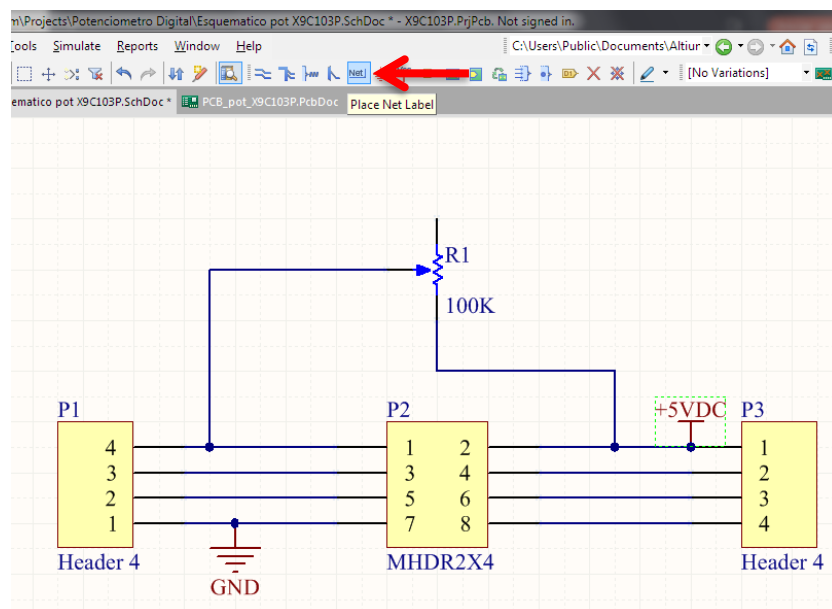 m\Projects\Potenciometro Digital\Esquematico pot X9C103P.SchDoc * - X9C103P.PrjPcb. Not signed in.
Tools Simulate Reports Window Help C:\Users\Public\Documents\Altiur
Net [No Variations]
ematico pot X9C103P.SchDoc * PCB_pot_X9C103P.PcbDoc Place Net Label
R1
100K
P1 P2 +5VDC P3
4 1 2 1
3 3 4 2
2 5 6 3
1 7 8 4
Header 4 MHDR2X4 Header 4
GND